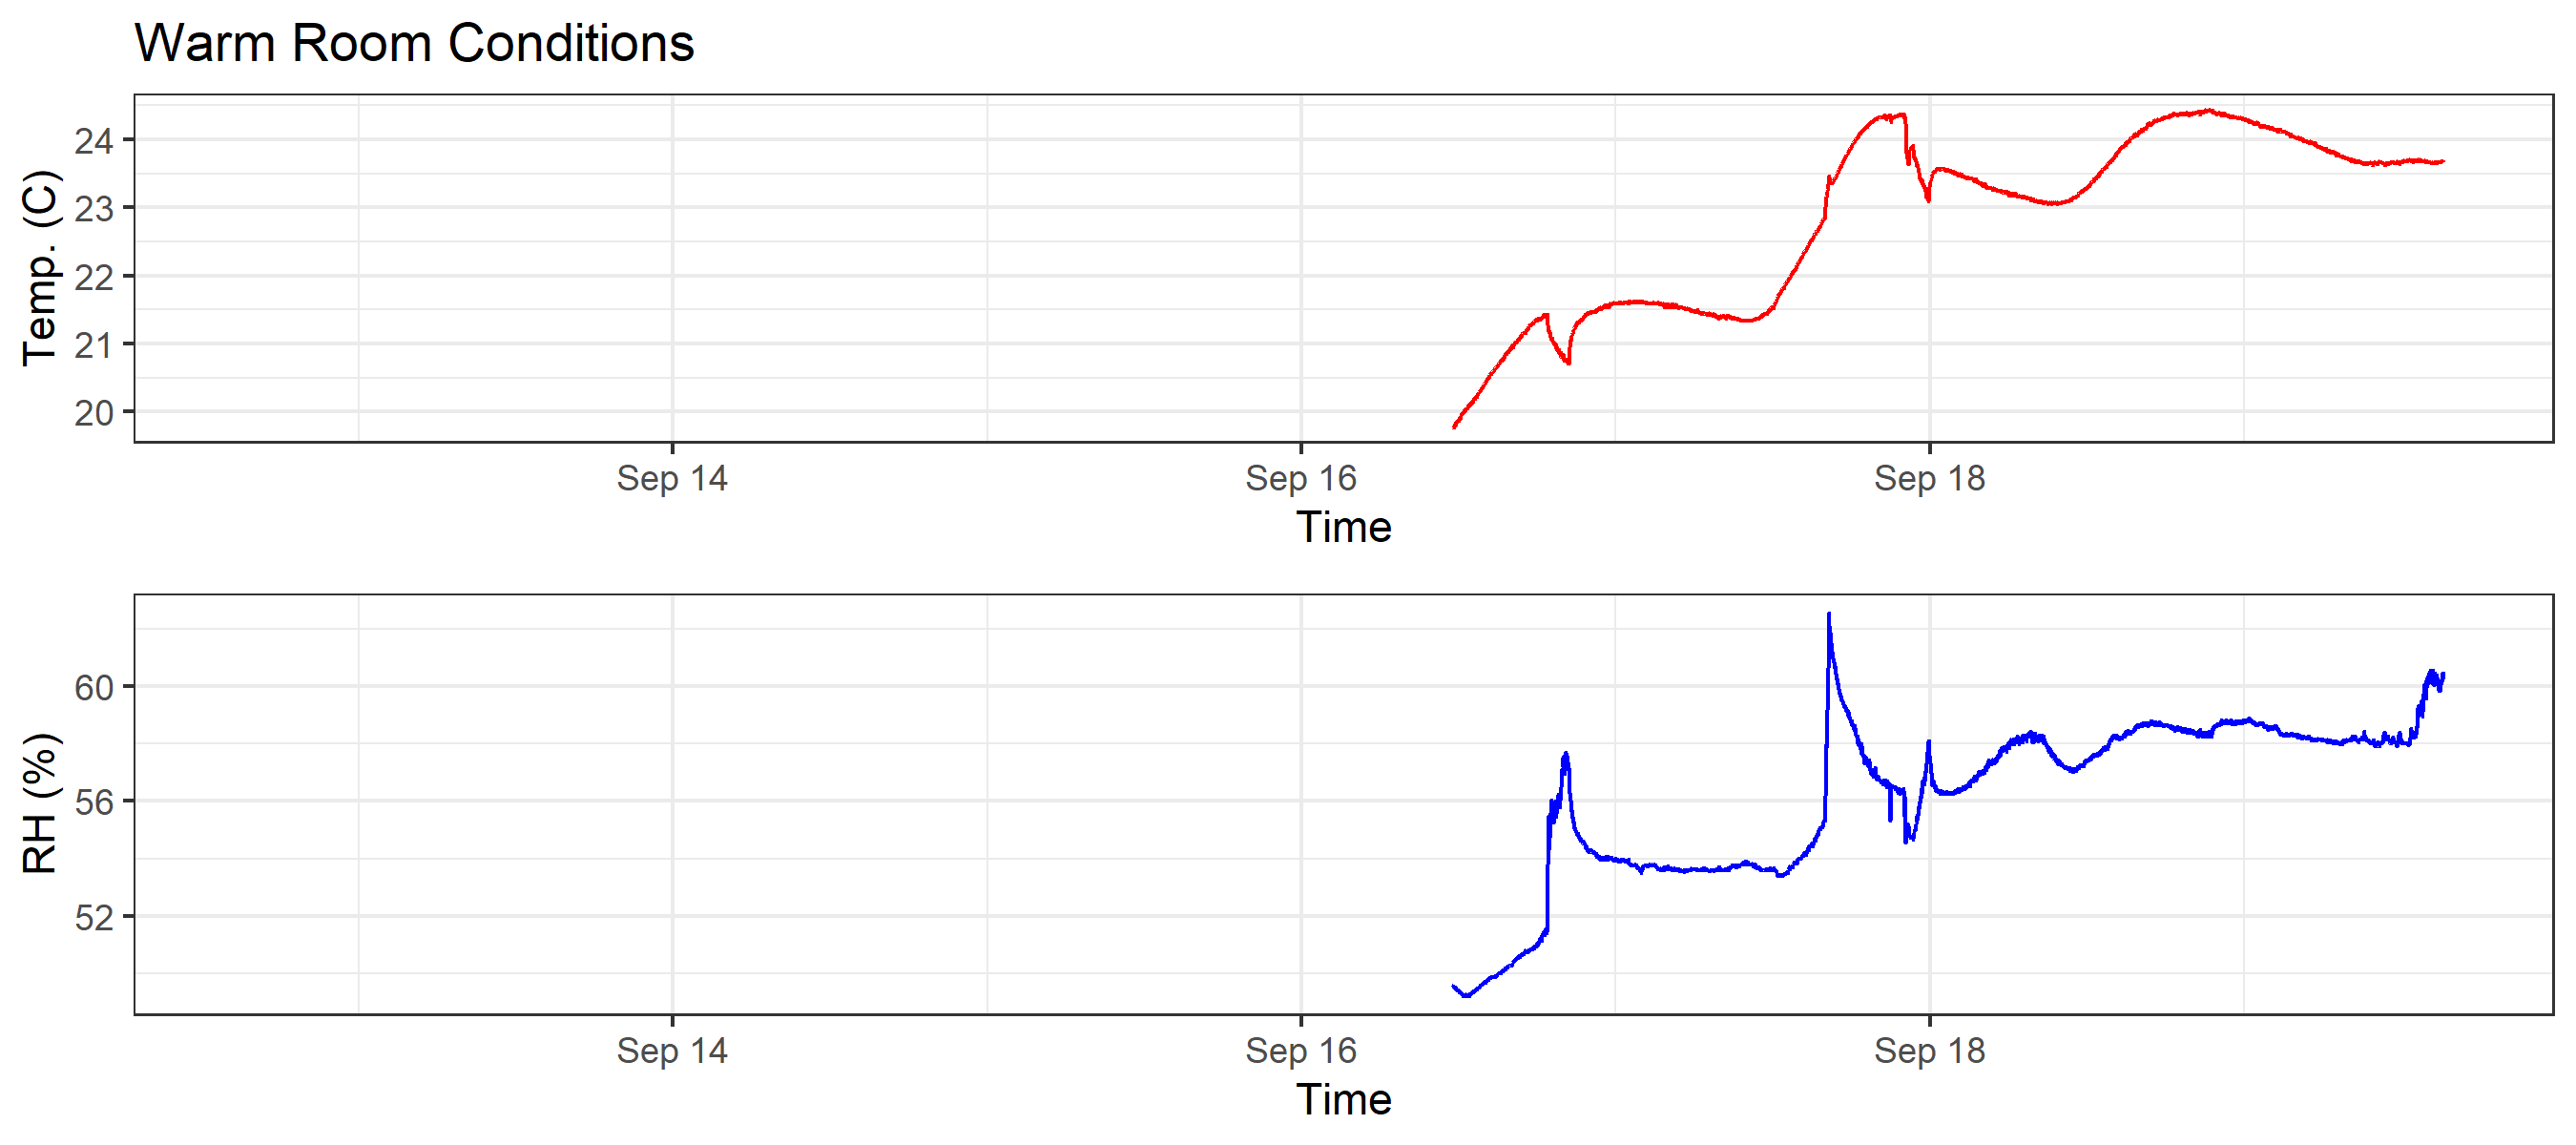 Warm Room Conditions
Temp. (C)
24
23
22
21
20
Sep 14 Sep 16 Sep 18
Time
RH (%)
60
56
52
Sep 14 Sep 16 Sep 18
Time